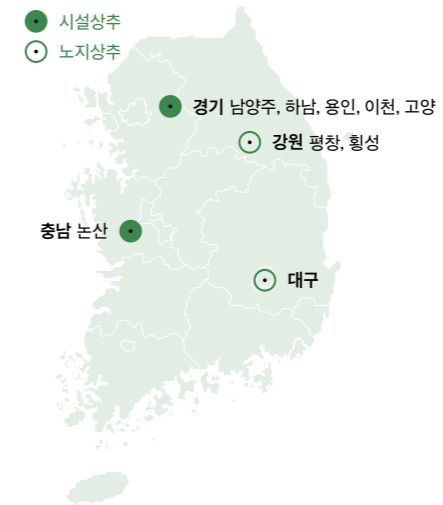 시설상추
노지상추
경기 남양주, 하남, 용인, 이천, 고양
강원 평창, 횡성
충남 논산
대구